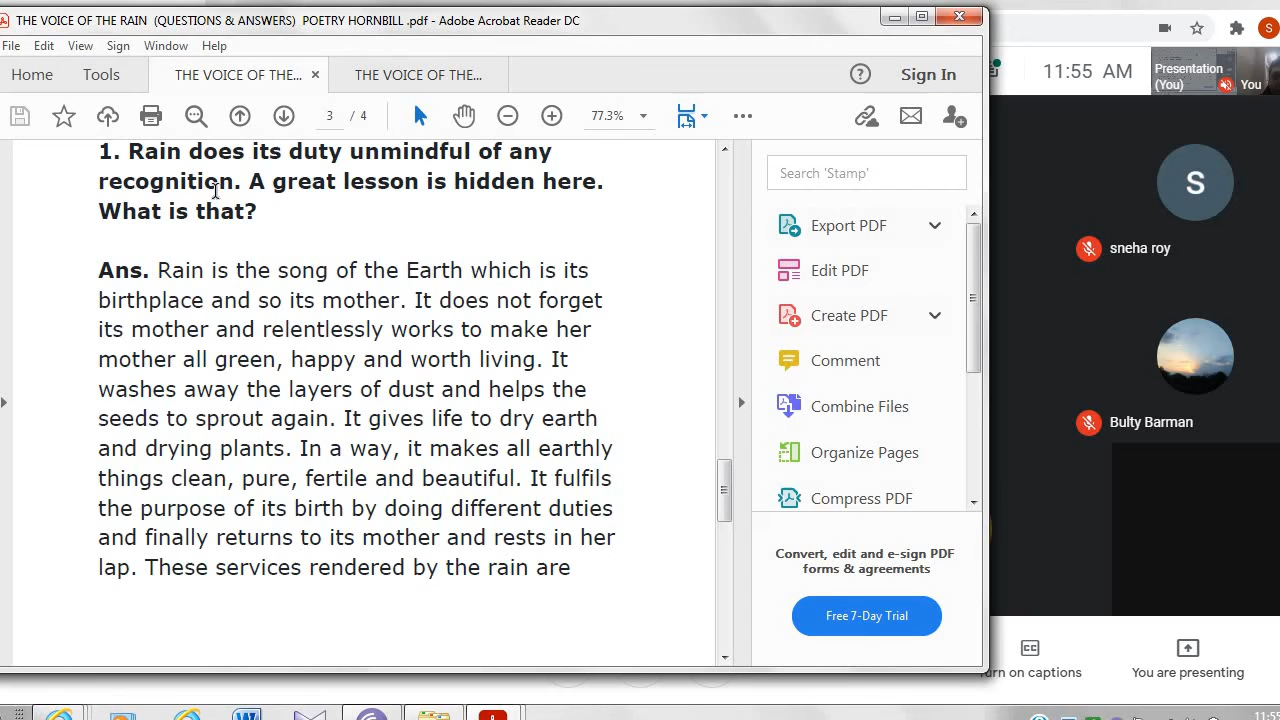 THE VOICE OF THE RAIN (QUESTIONS & ANSWERS) POETRY HORNBILL .pdf - Adobe Acrobat Reader DC
File Edit View Sign Window Help
Home Tools THE VOICE OF THE... × THE VOICE OF THE... ? Sign In
3 / 4 77.3%
1. Rain does its duty unmindful of any
recognition. A great lesson is hidden here.
What is that?
Ans. Rain is the song of the Earth which is its
birthplace and so its mother. It does not forget
its mother and relentlessly works to make her
mother all green, happy and worth living. It
washes away the layers of dust and helps the
seeds to sprout again. It gives life to dry earth
and drying plants. In a way, it makes all earthly
things clean, pure, fertile and beautiful. It fulfils
the purpose of its birth by doing different duties
and finally returns to its mother and rests in her
lap. These services rendered by the rain are
Search 'Stamp'
Export PDF
Edit PDF
Create PDF
Comment
Combine Files
Organize Pages
Compress PDF
Convert, edit and e-sign PDF
forms & agreements
Free 7-Day Trial
S
11:55 AM
Presentation
(You)
You
S
sneha roy
Bulty Barman
CC
urn on captions
You are presenting
W
11:55